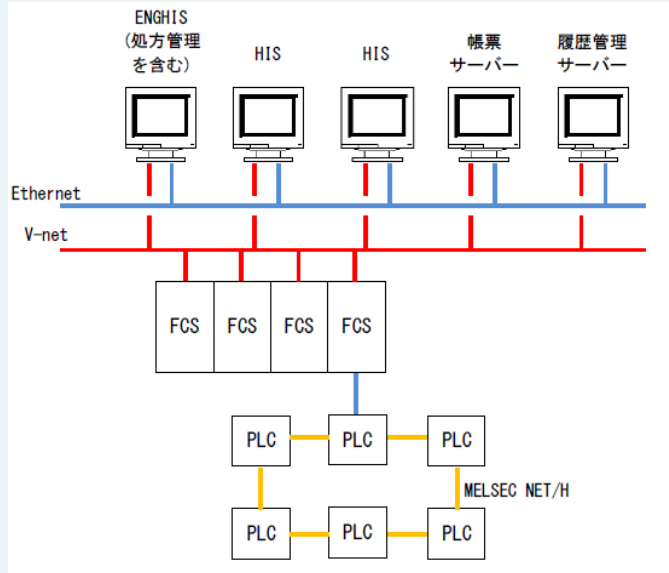 ENGHIS
(処方管理
を含む)
HIS
HIS
帳票
サーバー
履歴管理
サーバー
Ethernet
V-net
FCS
FCS
FCS
FCS
PLC
PLC
PLC
MELSEC NET/H
PLC
PLC
PLC